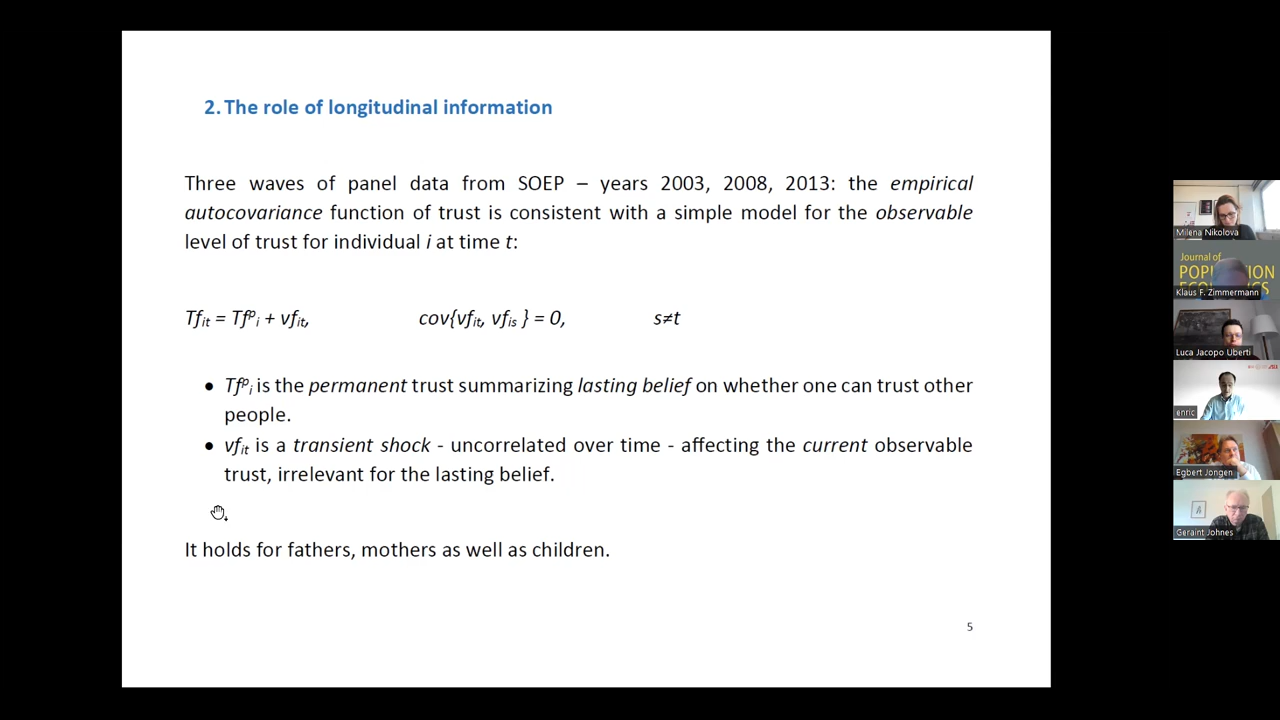 2. The role of longitudinal information
Three waves of panel data from SOEP – years 2003, 2008, 2013: the empirical
autocovariance function of trust is consistent with a simple model for the observable
level of trust for individual i at time t:
Tfit = Tfpi + vfit, cov{vfit, vfis } = 0, s≠t
• Tfpi is the permanent trust summarizing lasting belief on whether one can trust other
people.
• vfit is a transient shock - uncorrelated over time - affecting the current observable
trust, irrelevant for the lasting belief.
It holds for fathers, mothers as well as children.
5
Milena Nikolova
Journal of
Klaus F. Zimmermann
Luca Jacopo Uberti
enric
Egbert Jongen
Geraint Johnes